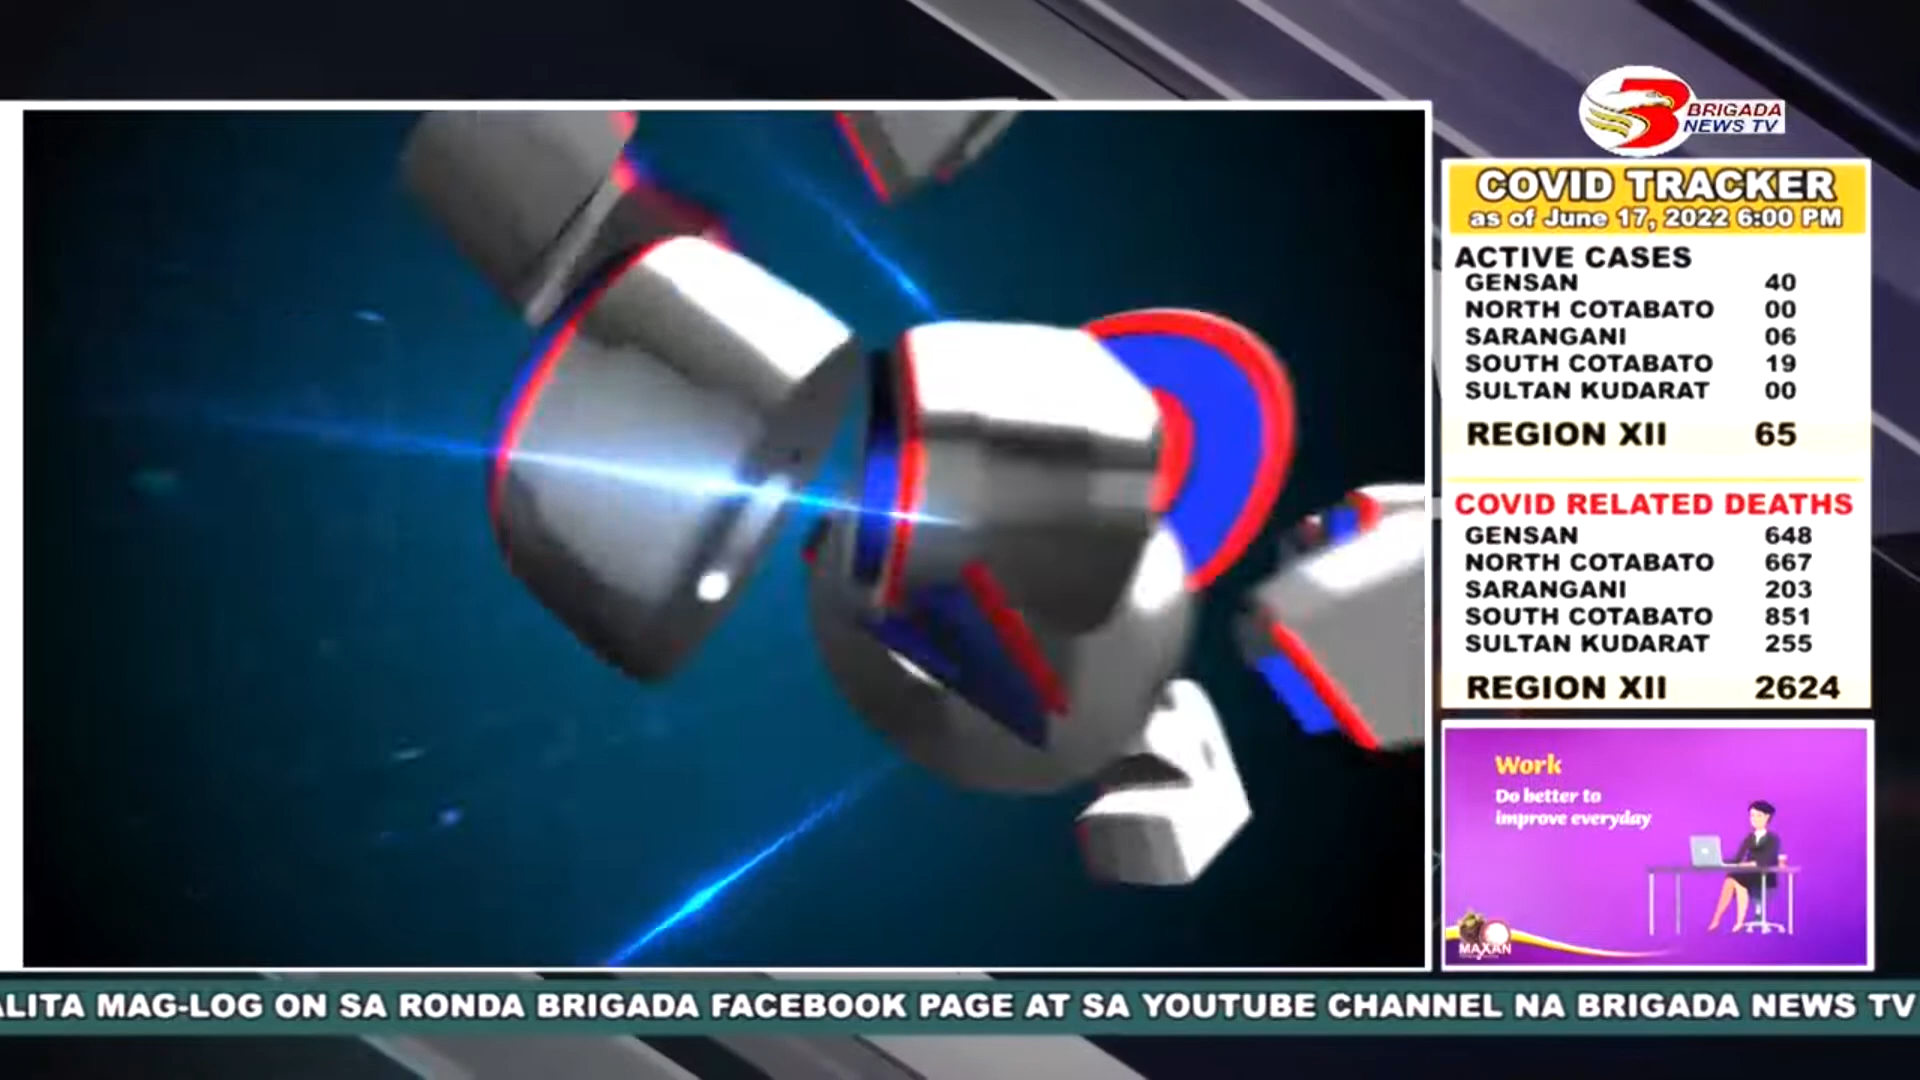 BRIGADA
NEWS TV
COVID TRACKER
as of June 17, 2022 6:00 PM
ACTIVE CASES
GENSAN 40
NORTH COTABATO 00
SARANGANI 06
SOUTH COTABATO 19
SULTAN KUDARAT 00
REGION XII 65
COVID RELATED DEATHS
GENSAN 648
NORTH COTABATO 667
SARANGANI 203
SOUTH COTABATO 851
SULTAN KUDARAT 255
REGION XII 2624
Work
Do better to
improve everyday
MAXAN
ALITA MAG-LOG ON SA RONDA BRIGADA FACEBOOK PAGE AT SA YOUTUBE CHANNEL NA BRIGADA NEWS TV